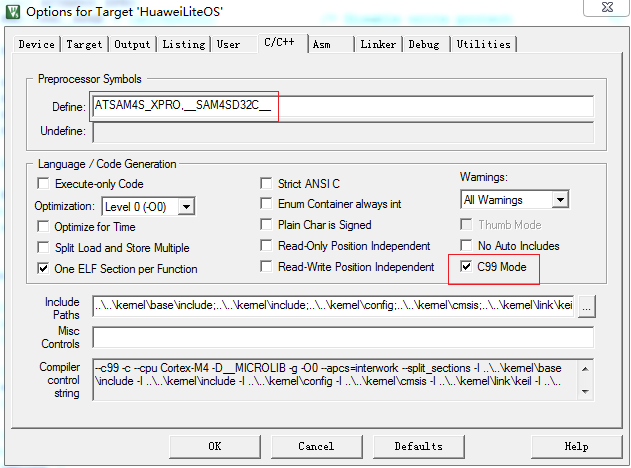 Options for Target 'HuaweiLiteOS'
Device Target Output Listing User C/C++ Asm Linker Debug Utilities
Preprocessor Symbols
Define: ATSAM4S_XPRO,__SAM4SD32C__
Undefine:
Language / Code Generation
Execute-only Code
Strict ANSI C
Warnings:
Optimization: Level 0 (-O0)
Enum Container always int
All Warnings
Optimize for Time
Plain Char is Signed
Thumb Mode
Split Load and Store Multiple
Read-Only Position Independent
No Auto Includes
One ELF Section per Function
Read-Write Position Independent
C99 Mode
Include
Paths
..\..\kernel\base\include;..\..\kernel\include;..\..\kernel\config;..\..\kernel\cmsis;..\..\kernel\link\keil
...
Misc
Controls
Compiler
control
string
--c99 -c --cpu Cortex-M4 -D__MICROLIB -g -O0 --apcs=interwork --split_sections -I ..\..\kernel\base
\include -I ..\..\kernel\include -I ..\..\kernel\config -I ..\..\kernel\cmsis -I ..\..\kernel\link\keil -I ..\..
OK Cancel Defaults Help